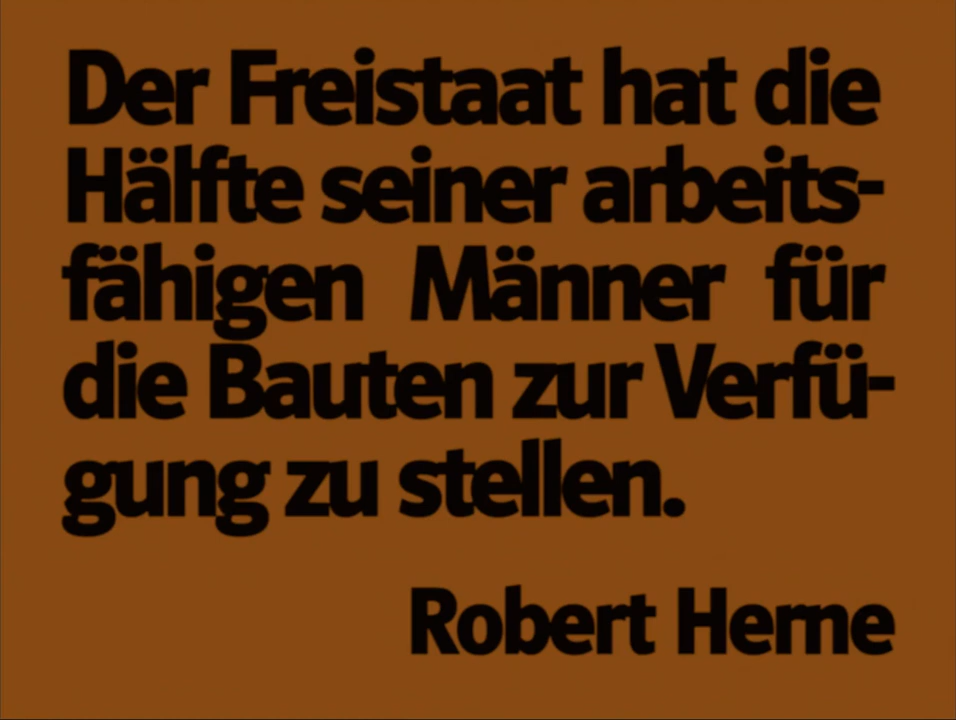 Der Freistaat hat die
Hälfte seiner arbeits-
fähigen Männer für
die Bauten zur Verfü-
gung zu stellen.
Robert Herne